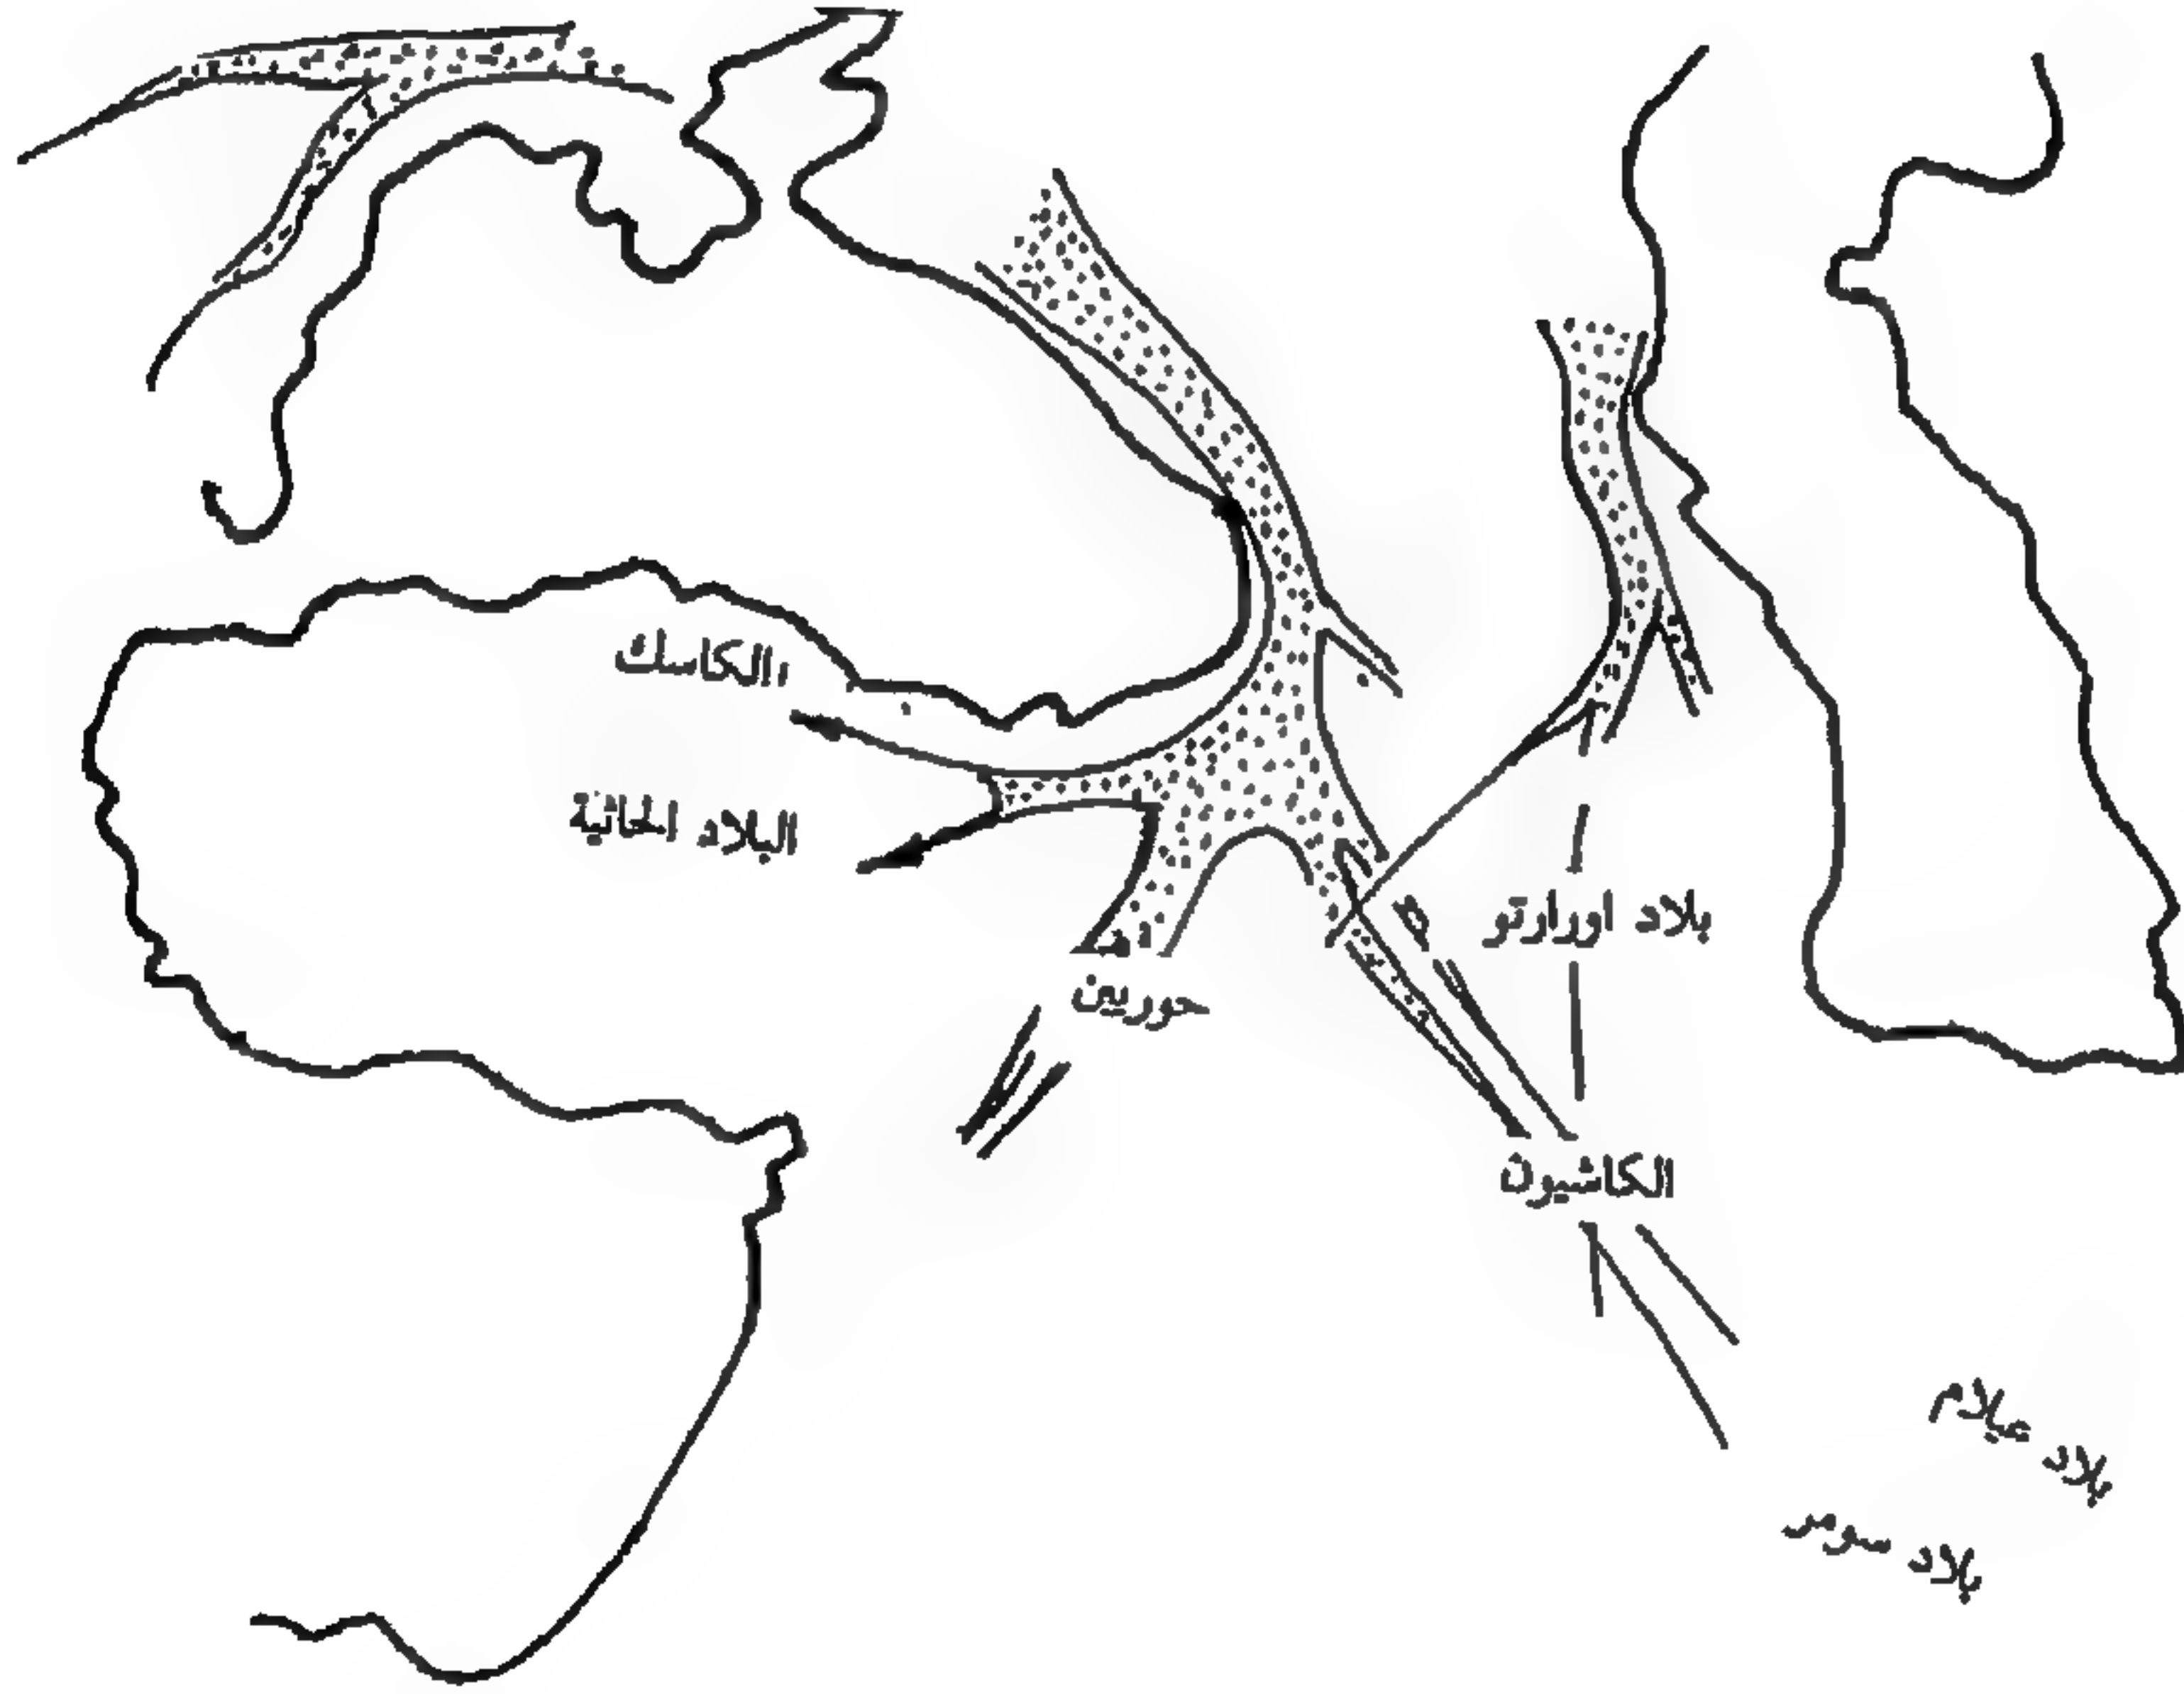 الكاسك
البلاد الحاثية
بلاد اورارتو
حوريين
الكاشيون
بلاد عيلام
بلاد سومر